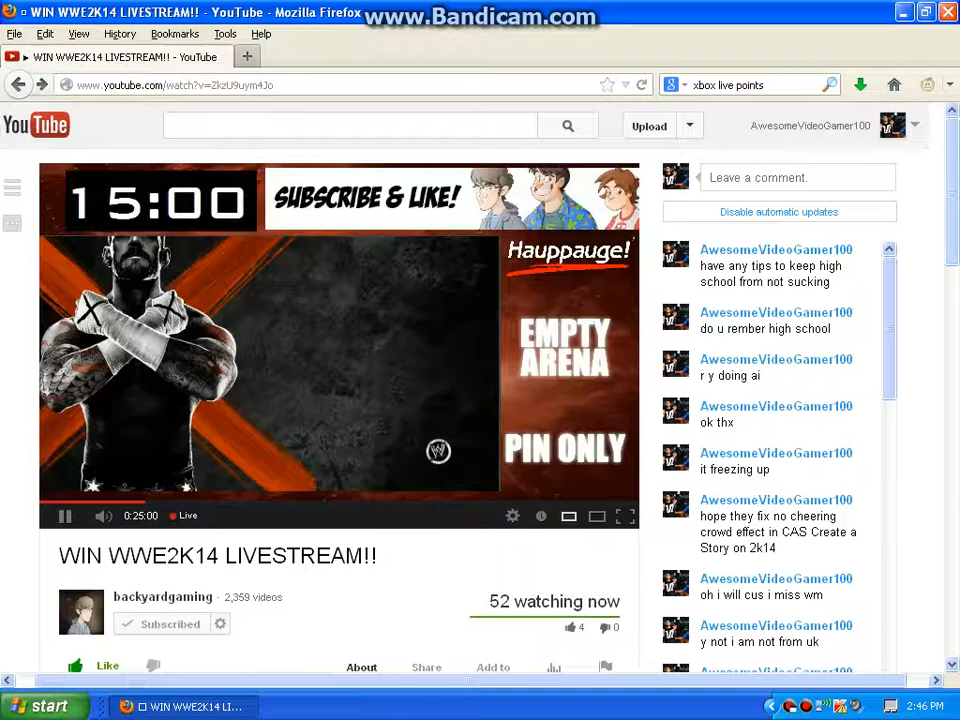 WIN WWE2K14 LIVESTREAM!! - YouTube - Mozilla Firefox
www.Bandicam.com
File Edit View History Bookmarks Tools Help
WIN WWE2K14 LIVESTREAM!! - YouTube
www.youtube.com/watch?v=ZkzU9uym4Jo
xbox live points
YouTube
Upload
AwesomeVideoGamer100
15:00
SUBSCRIBE & LIKE!
Hauppauge!
EMPTY
ARENA
PIN ONLY
0:25:00
Live
WIN WWE2K14 LIVESTREAM!!
backyardgaming · 2,359 videos
Subscribed
52 watching now
4 0
Like
About Share Add to
Leave a comment.
Disable automatic updates
AwesomeVideoGamer100
have any tips to keep high
school from not sucking
AwesomeVideoGamer100
do u rember high school
AwesomeVideoGamer100
r y doing ai
AwesomeVideoGamer100
ok thx
AwesomeVideoGamer100
it freezing up
AwesomeVideoGamer100
hope they fix no cheering
crowd effect in CAS Create a
Story on 2k14
AwesomeVideoGamer100
oh i will cus i miss wm
AwesomeVideoGamer100
y not i am not from uk
AwesomeVideoGamer100
start
WIN WWE2K14 LI...
2:46 PM